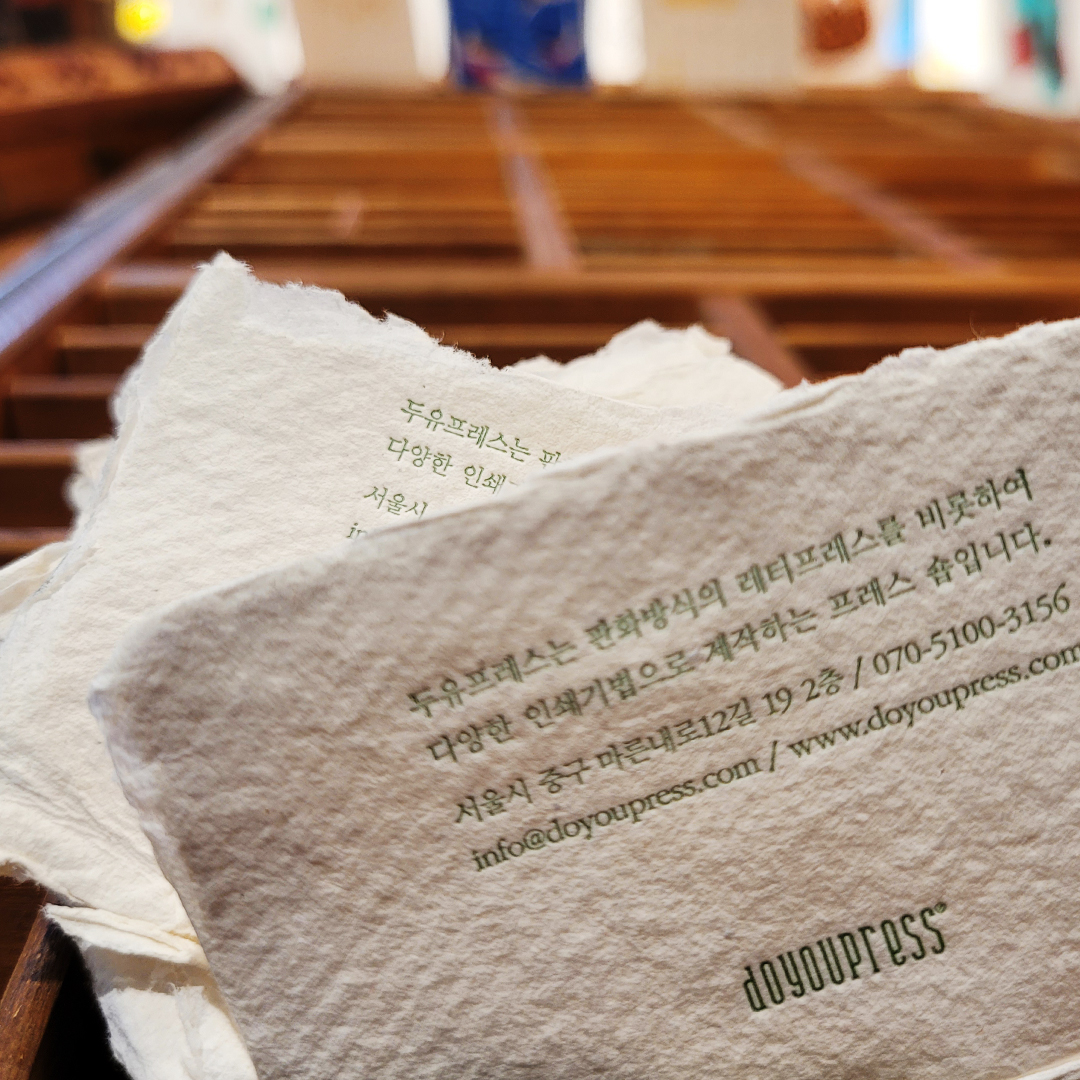 두유프레스는 판
다양한 인쇄
서울시
in
두유프레스는 판화방식의 레터프레스를 비롯하여
다양한 인쇄기법으로 제작하는 프레스 숍입니다.
서울시 중구 마른내로12길 19 2층 / 070-5100-3156
info@doyoupress.com / www.doyoupress.com
doyoupress®